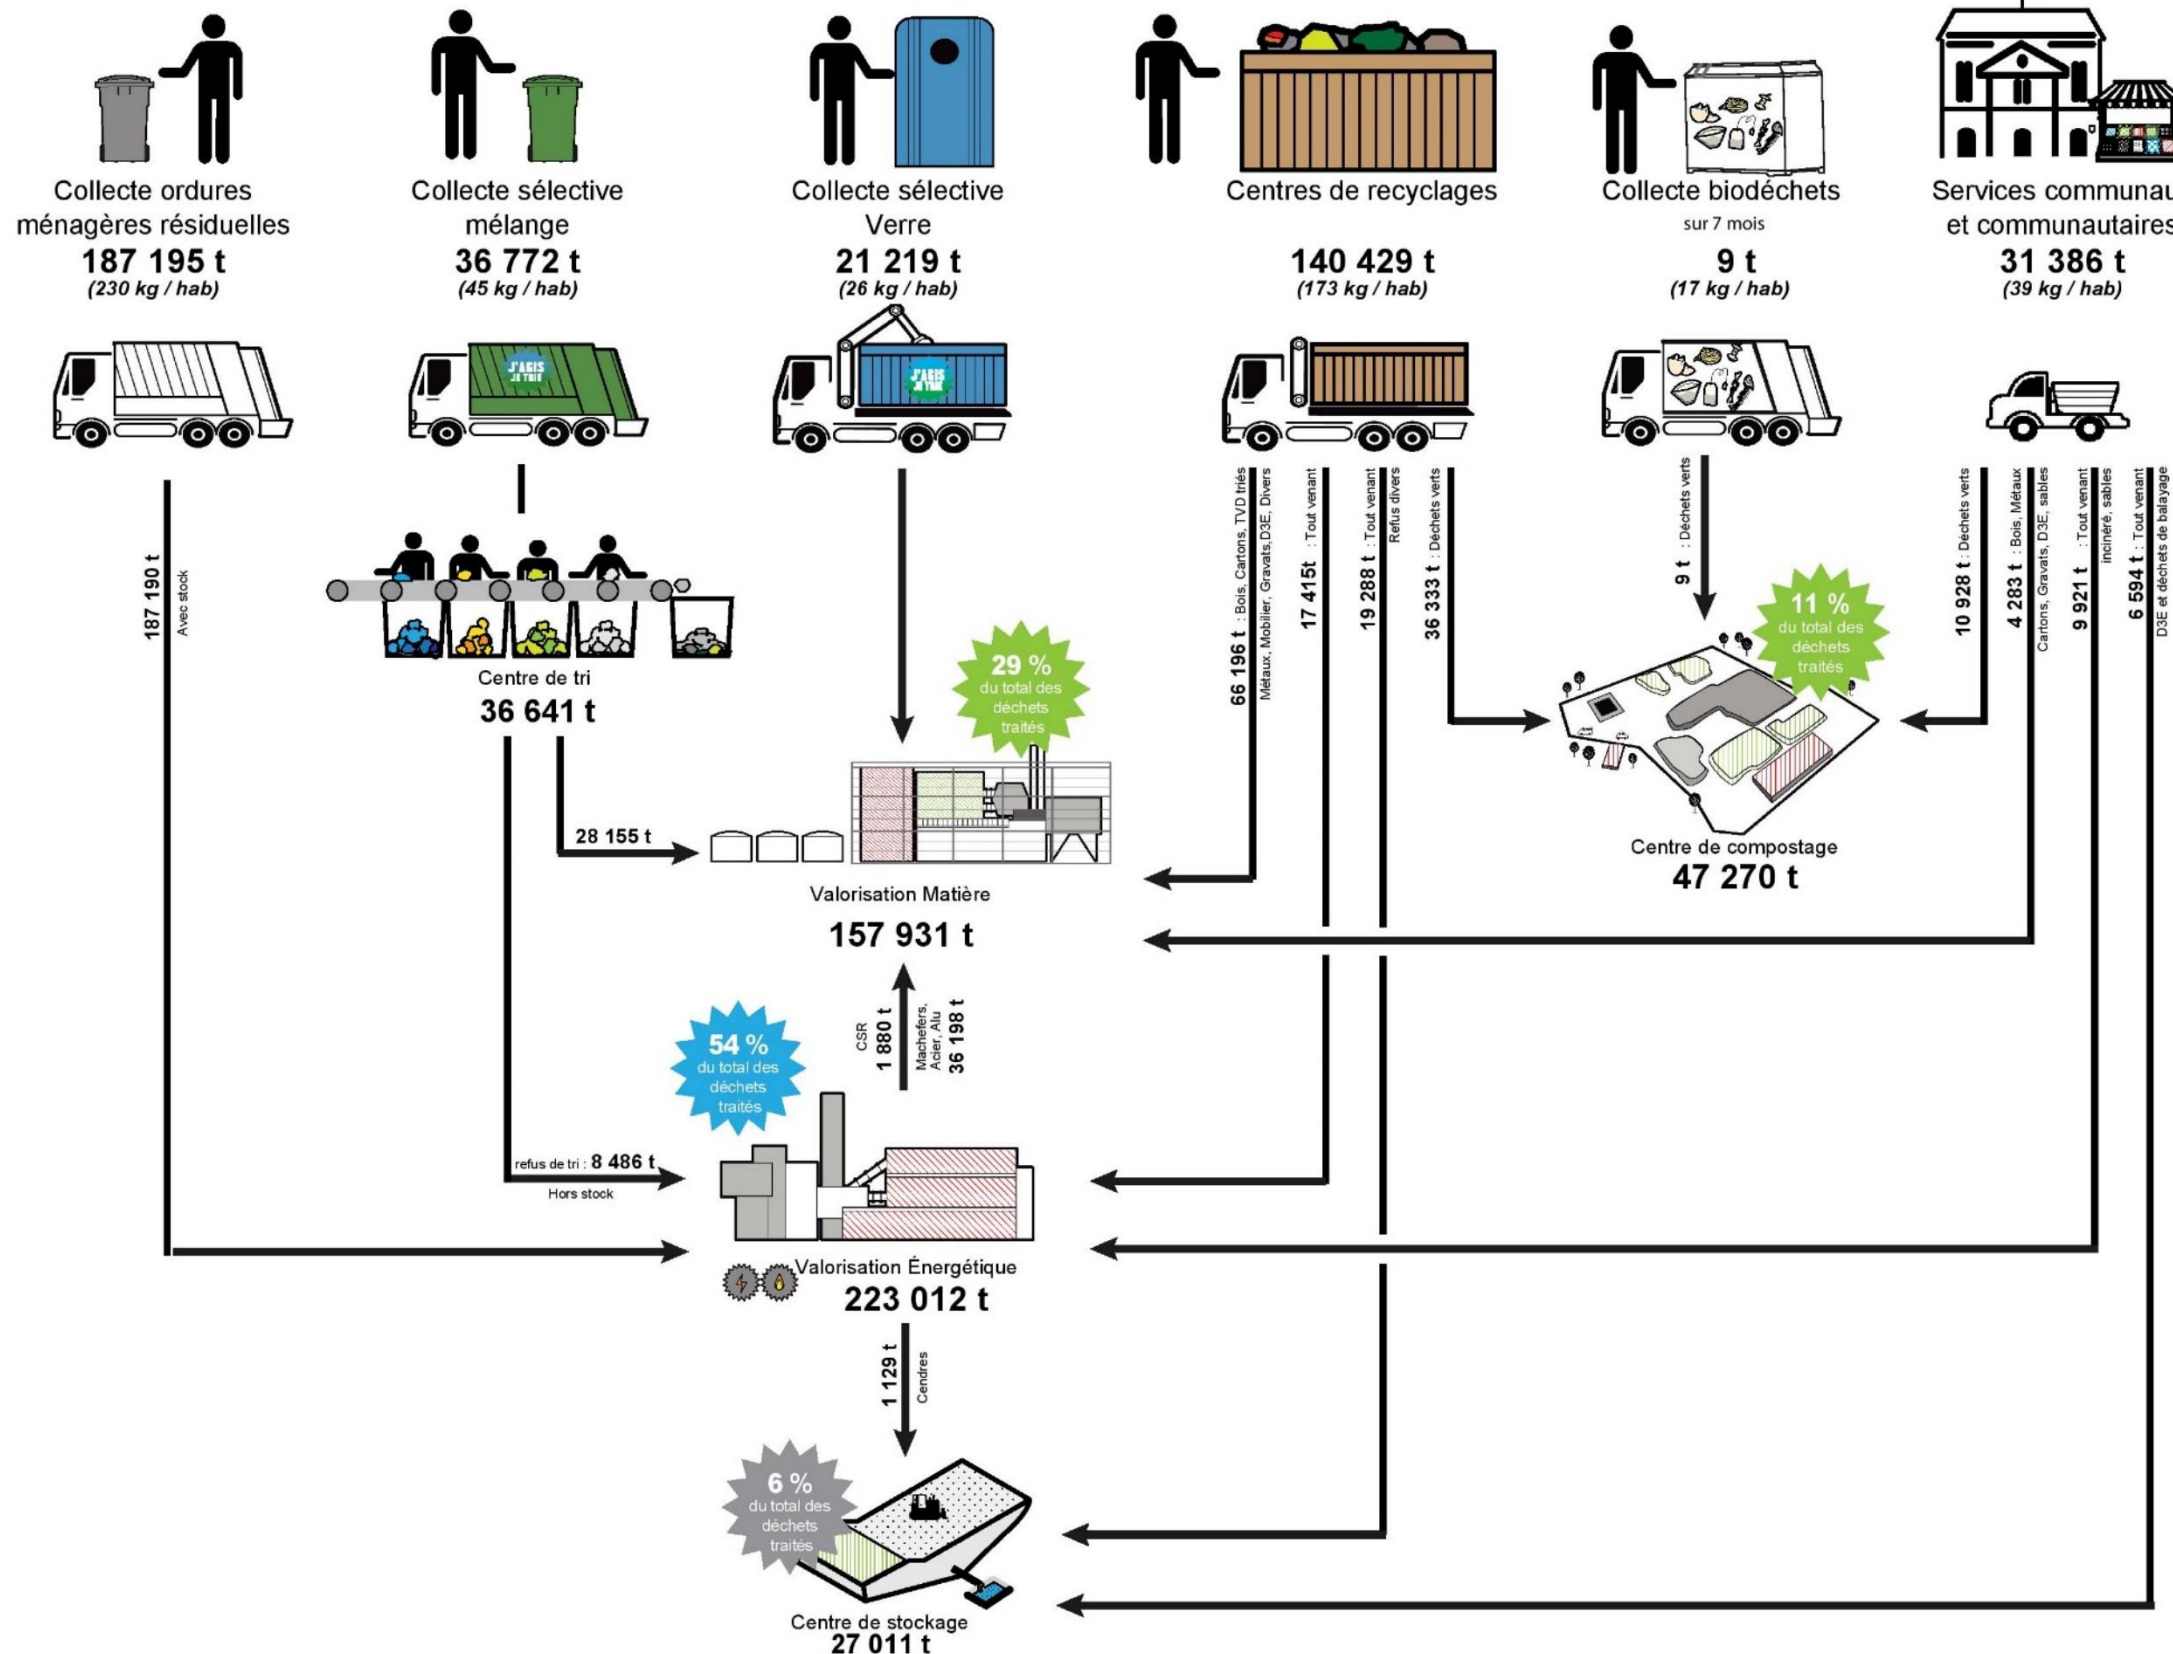 Collecte ordures
ménagères résiduelles
187 195 t
(230 kg / hab)
Collecte sélective
mélange
36 772 t
(45 kg / hab)
Collecte sélective
Verre
21 219 t
(26 kg / hab)
Centres de recyclages
140 429 t
(173 kg / hab)
Collecte biodéchets
sur 7 mois
9 t
(17 kg / hab)
Services communau
et communautaires
31 386 t
(39 kg / hab)
J'AGIS
JE TRIE
J'AGIS
JE TRIE
187 190 t
Avec stock
Centre de tri
36 641 t
28 155 t
refus de tri : 8 486 t
Hors stock
29 %
du total des
déchets
traités
Valorisation Matière
157 931 t
66 196 t : Bois, Cartons, TVD triés
Métaux, Mobilier, Gravats, D3E, Divers
17 415t : Tout venant
19 288 t : Tout venant
Refus divers
36 333 t : Déchets verts
9 t : Déchets verts
11 %
du total des
déchets
traités
Centre de compostage
47 270 t
10 928 t : Déchets verts
4 283 t : Bois, Métaux
Cartons, Gravats, D3E, sables
9 921 t : Tout venant
incinéré, sables
6 594 t : Tout venant
D3E et déchets de balayage
CSR
1 880 t
Machefers,
Acier, Alu
36 198 t
54 %
du total des
déchets
traités
Valorisation Énergétique
223 012 t
1 129 t
Cendres
6 %
du total des
déchets
traités
Centre de stockage
27 011 t